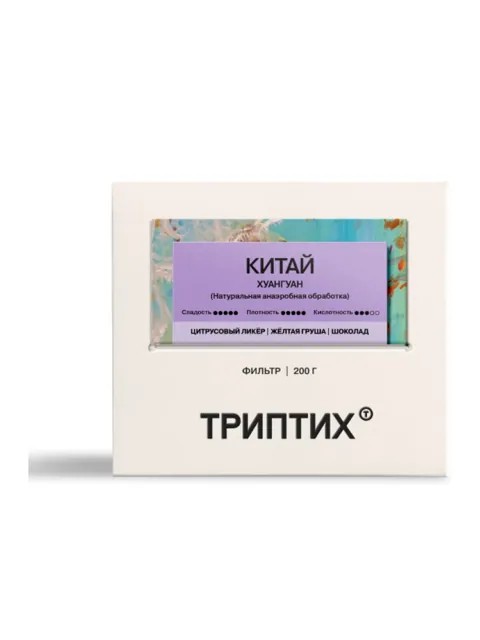 КИТАЙ
ХУАНГУАН
(Натуральная анаэробная обработка)
Сладость ●●●●● Плотность ●●●●● Кислотность ●●●○○
ЦИТРУСОВЫЙ ЛИКЁР | ЖЁЛТАЯ ГРУША | ШОКОЛАД
ФИЛЬТР | 200 Г
ТРИПТИХ Ⓣ